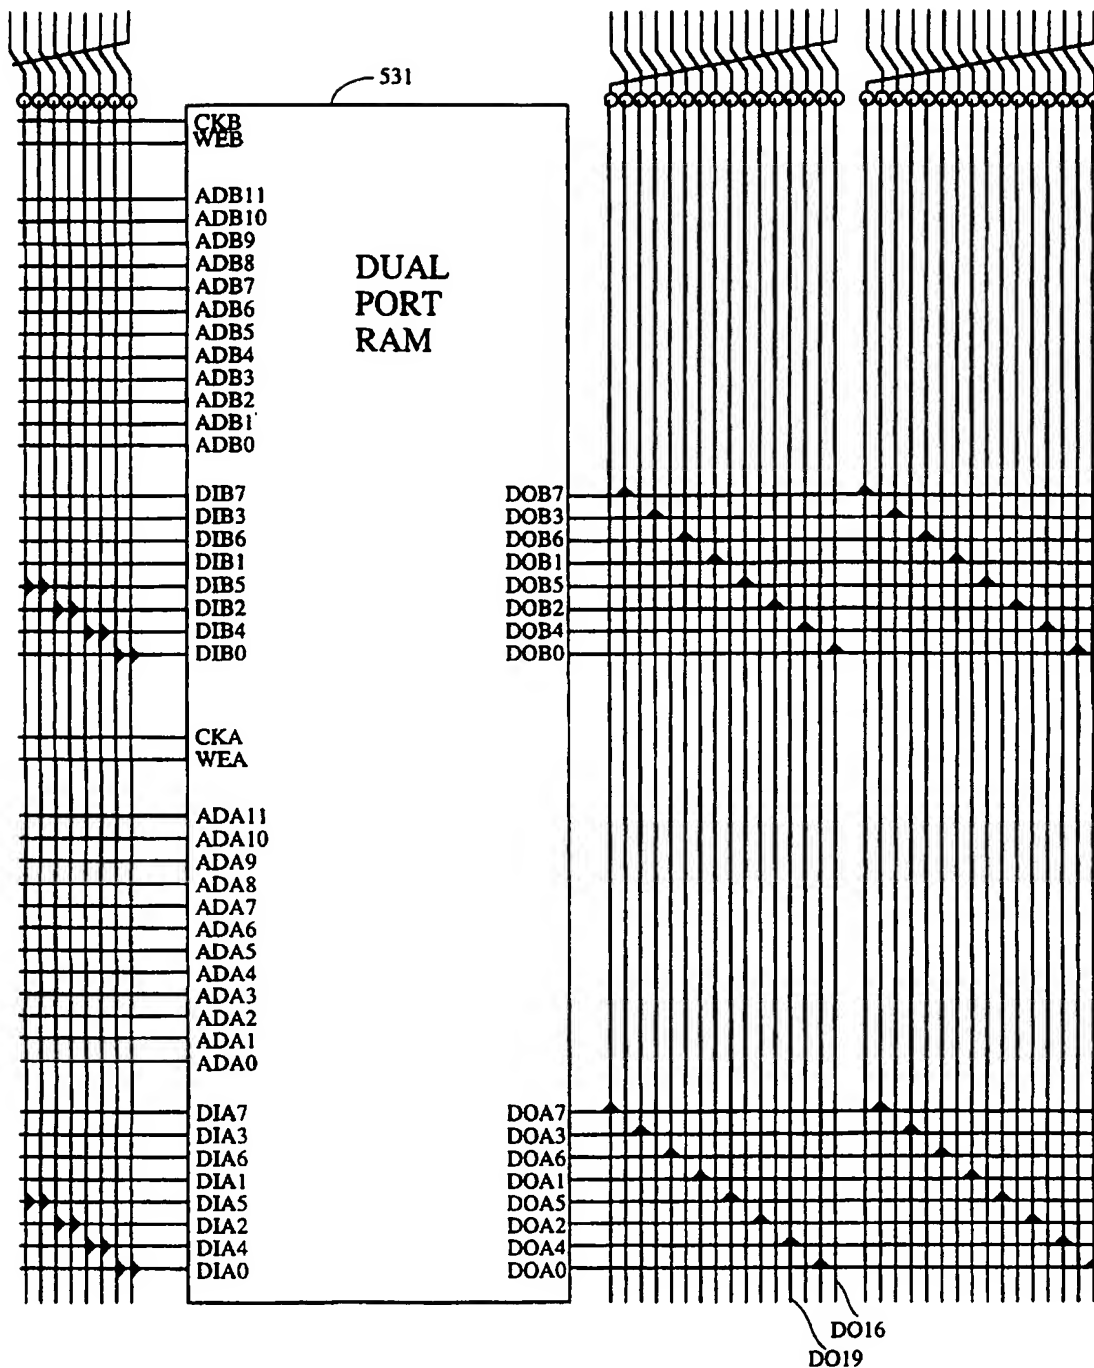 531
CKB
WEB
ADB11
ADB10
ADB9
ADB8
ADB7
ADB6
ADB5
ADB4
ADB3
ADB2
ADB1
ADB0
DUAL
PORT
RAM
DIB7 DOB7
DIB3 DOB3
DIB6 DOB6
DIB1 DOB1
DIB5 DOB5
DIB2 DOB2
DIB4 DOB4
DIB0 DOB0
CKA
WEA
ADA11
ADA10
ADA9
ADA8
ADA7
ADA6
ADA5
ADA4
ADA3
ADA2
ADA1
ADA0
DIA7 DOA7
DIA3 DOA3
DIA6 DOA6
DIA1 DOA1
DIA5 DOA5
DIA2 DOA2
DIA4 DOA4
DIA0 DOA0
DO16
DO19